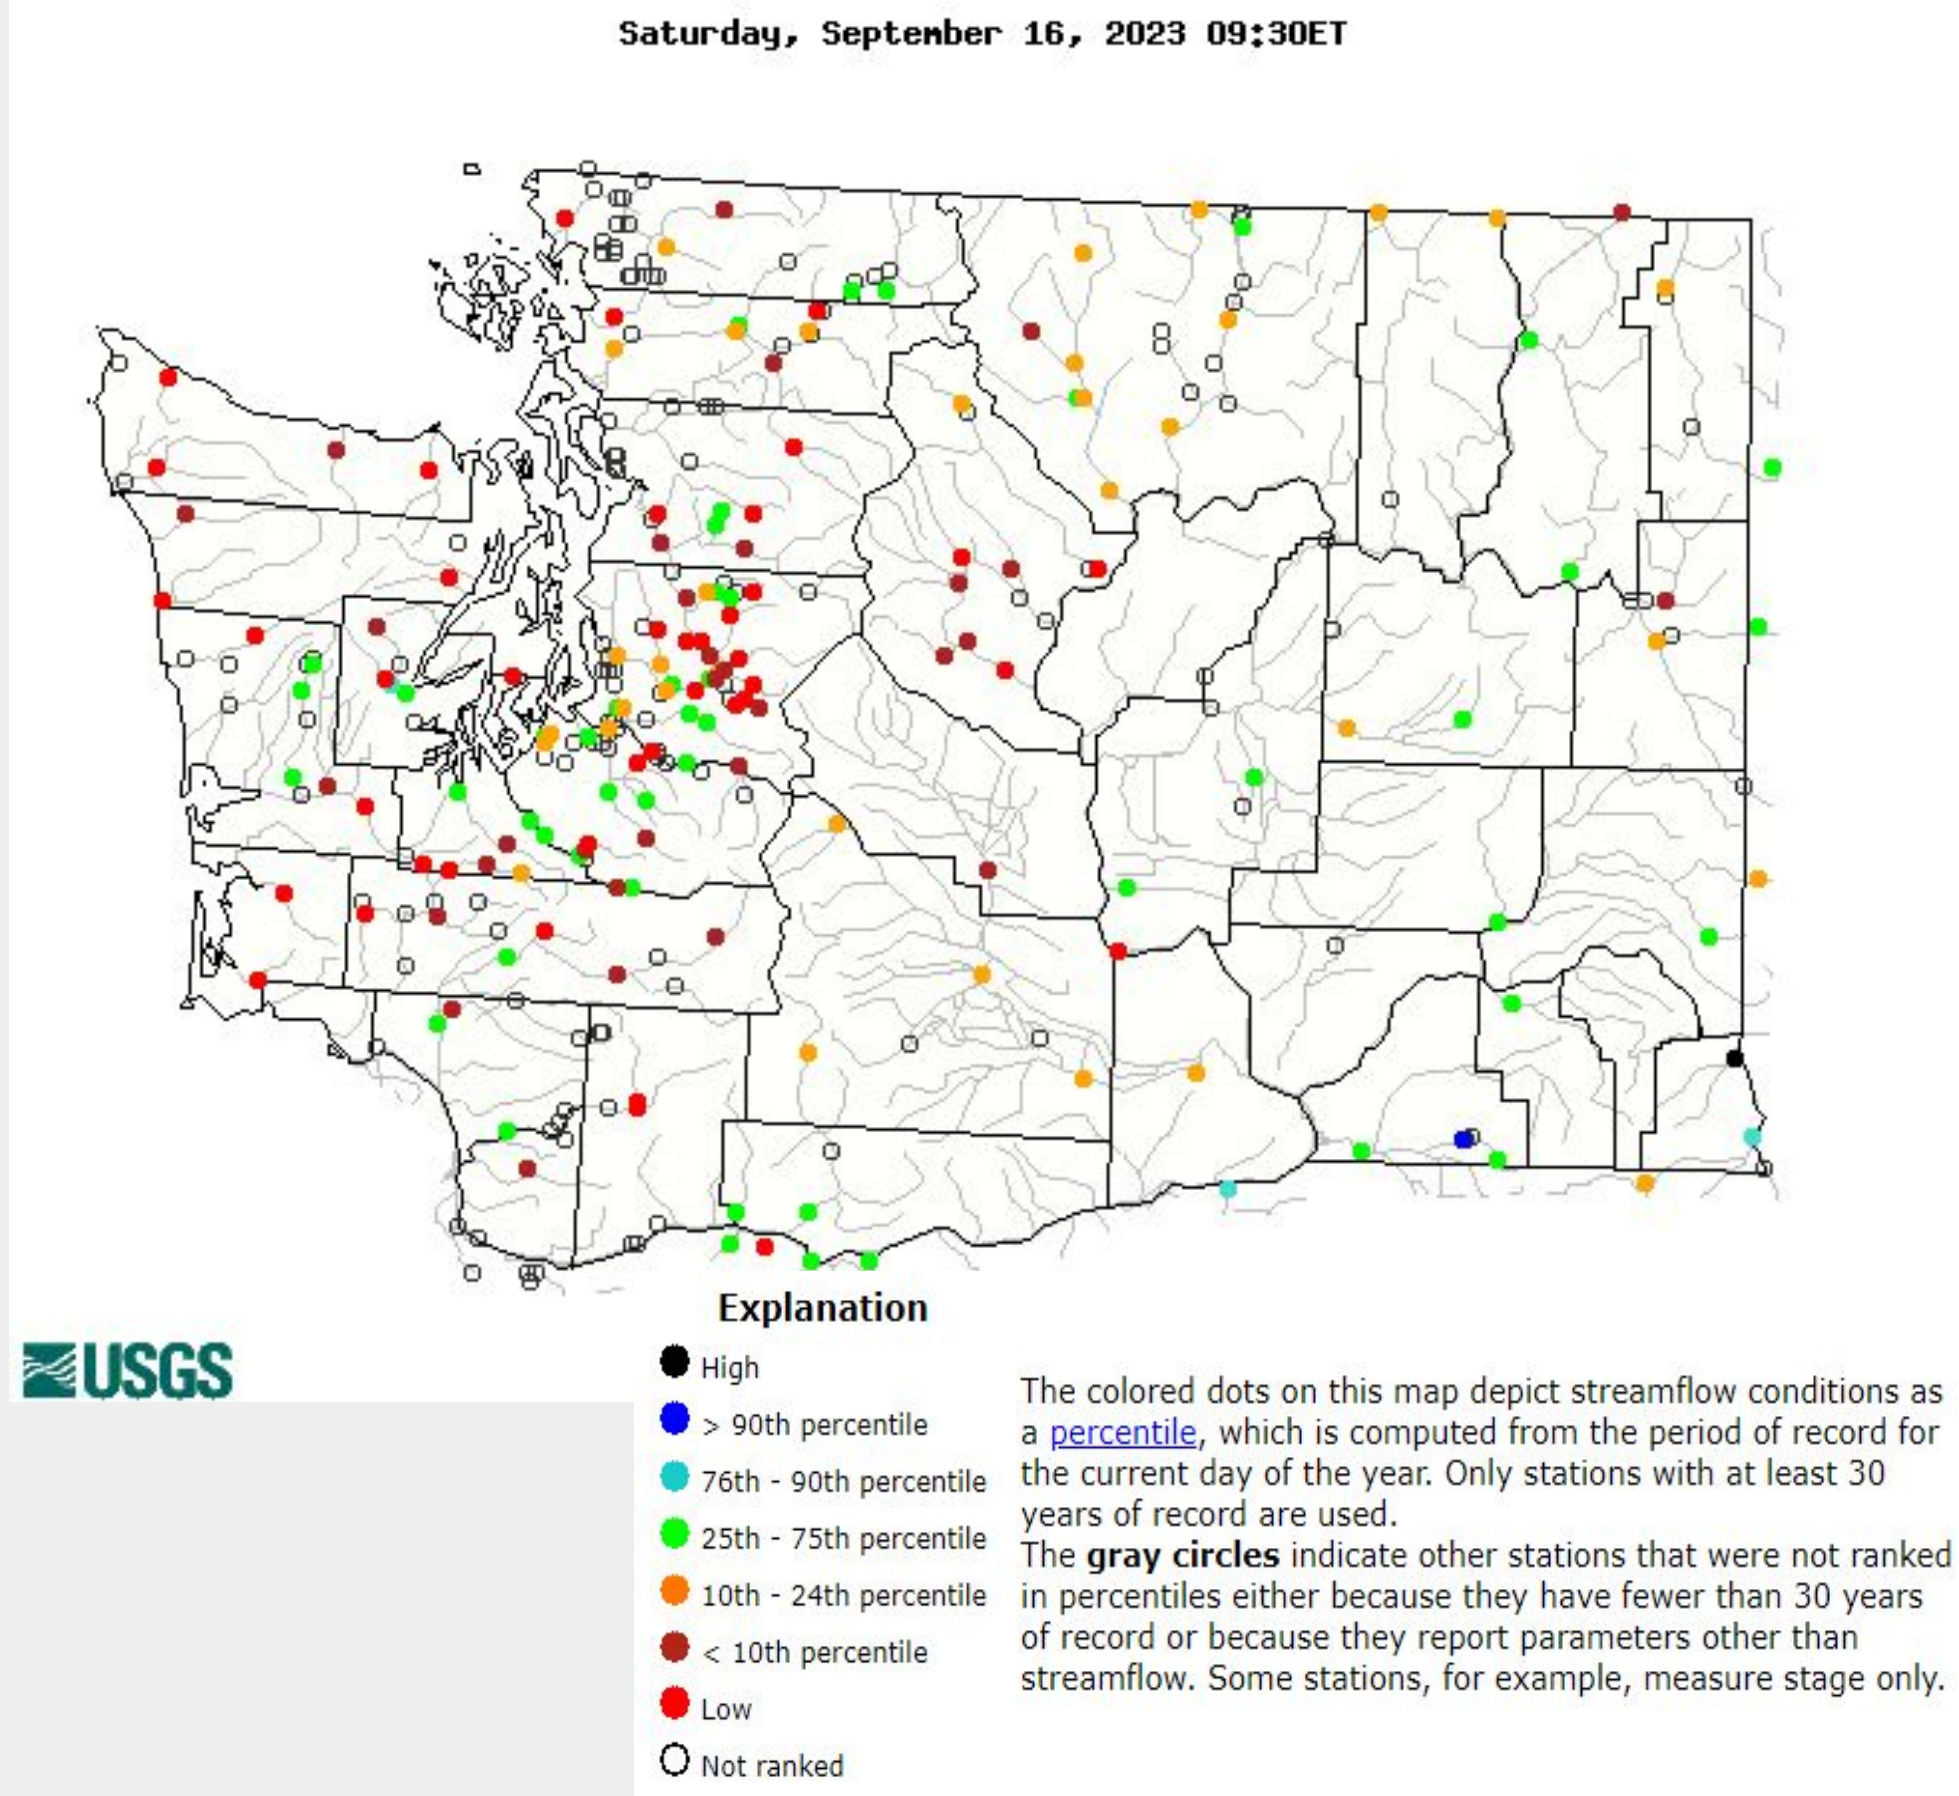 Saturday, September 16, 2023 09:30ET
USGS
Explanation
High
> 90th percentile
76th - 90th percentile
25th - 75th percentile
10th - 24th percentile
< 10th percentile
Low
Not ranked
The colored dots on this map depict streamflow conditions as
a percentile, which is computed from the period of record for
the current day of the year. Only stations with at least 30
years of record are used.
The gray circles indicate other stations that were not ranked
in percentiles either because they have fewer than 30 years
of record or because they report parameters other than
streamflow. Some stations, for example, measure stage only.